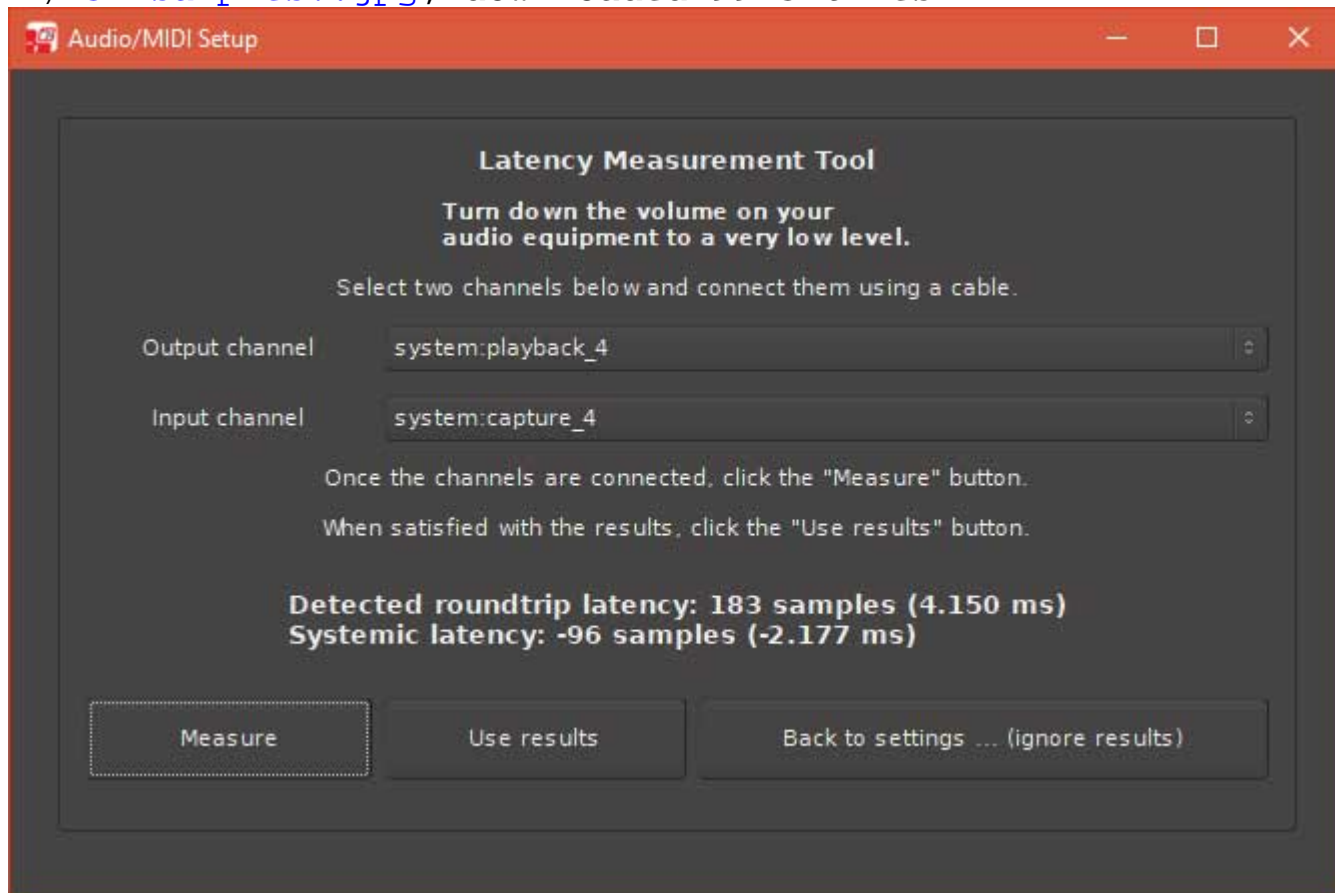 Audio/MIDI Setup
Latency Measurement Tool
Turn down the volume on your
audio equipment to a very low level.
Select two channels below and connect them using a cable.
Output channel system:playback_4
Input channel system:capture_4
Once the channels are connected, click the "Measure" button.
When satisfied with the results, click the "Use results" button.
Detected roundtrip latency: 183 samples (4.150 ms)
Systemic latency: -96 samples (-2.177 ms)
Measure Use results Back to settings ... (ignore results)